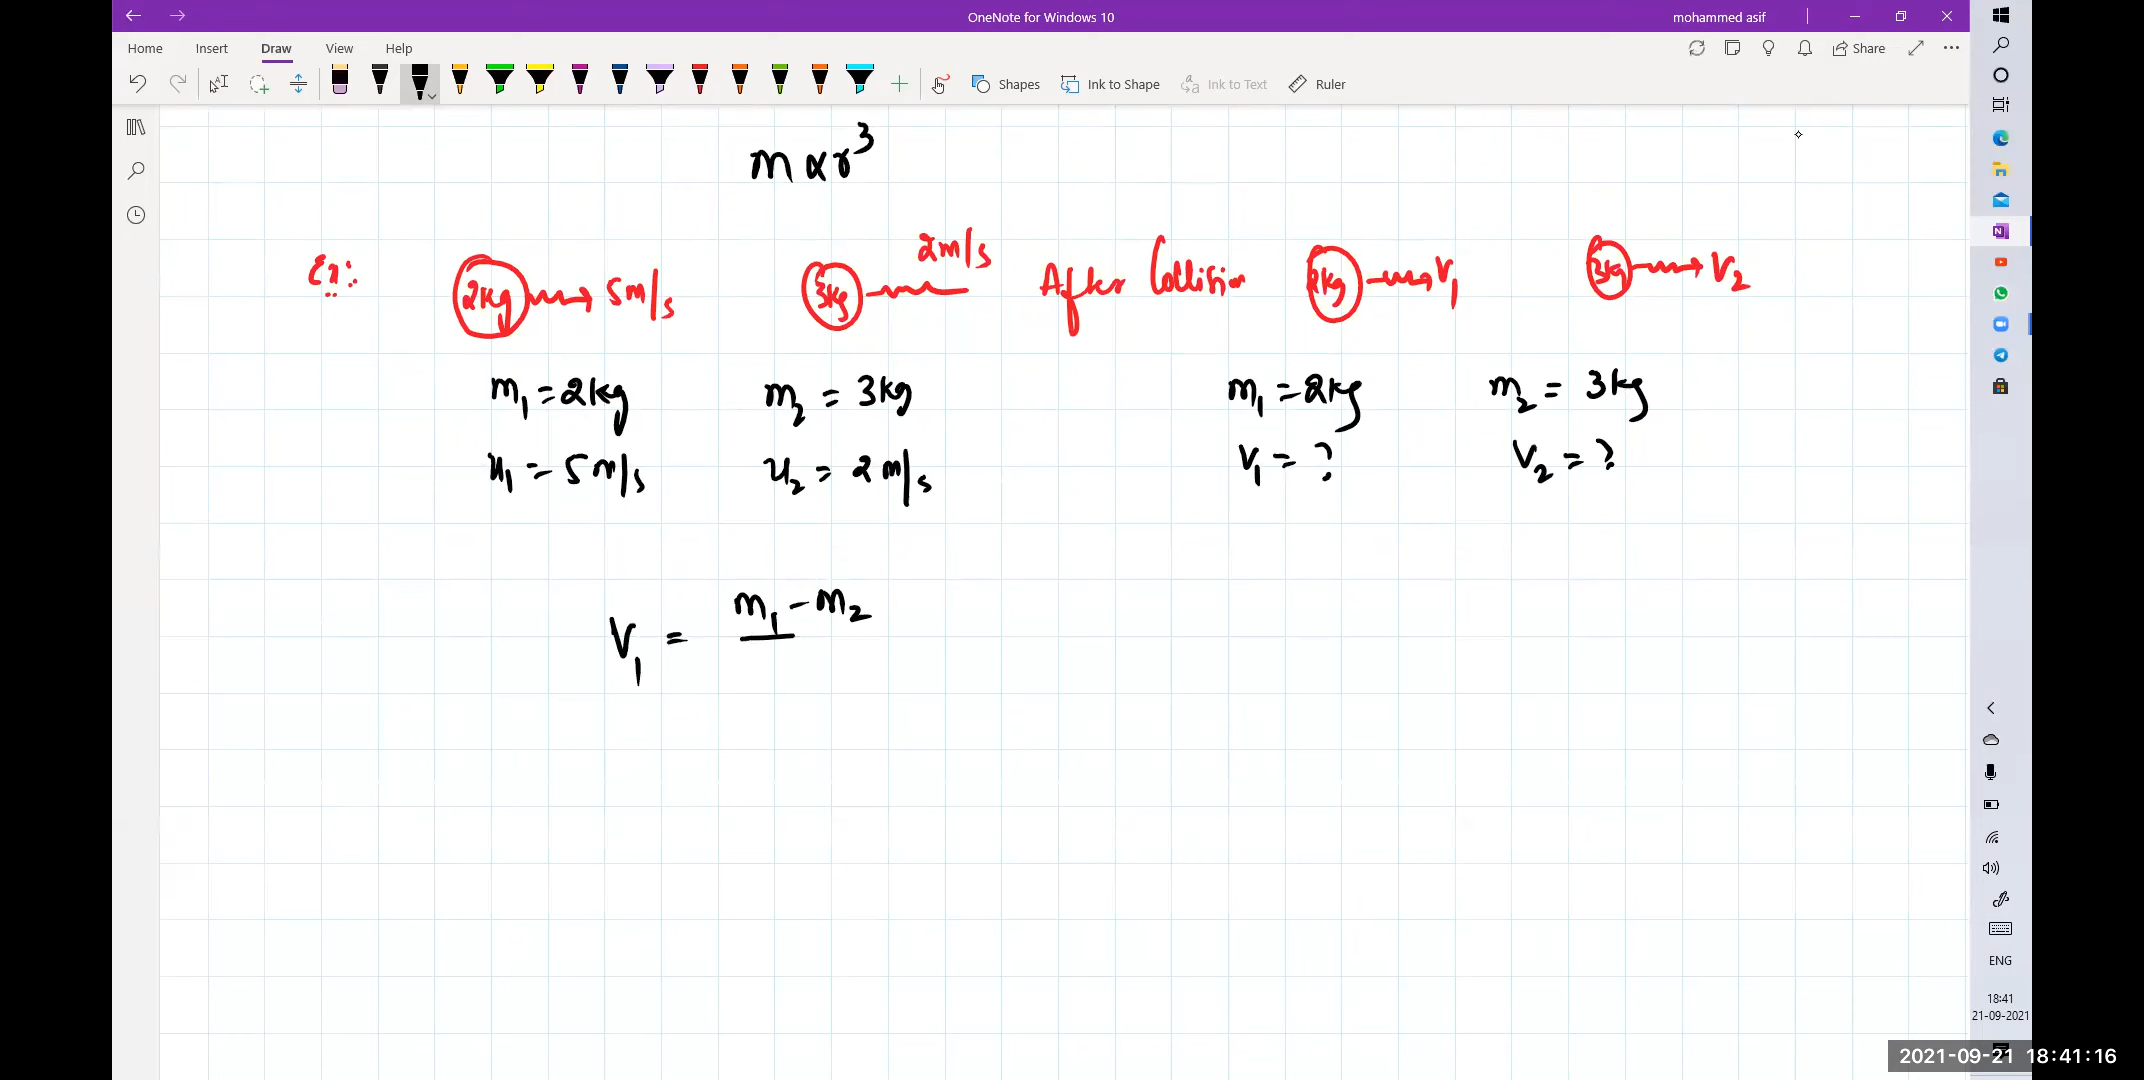 OneNote for Windows 10
mohammed asif
Home Insert Draw View Help
Share
Shapes Ink to Shape Ink to Text Ruler
m ∝ r³
Ex:
2kg → 5m/s 3kg 2m/s After Collision 2kg → V₁ 3kg → V₂
m₁ = 2kg m₂ = 3kg m₁ = 2kg m₂ = 3kg
u₁ = 5m/s u₂ = 2m/s V₁ = ? V₂ = ?
m₁ - m₂
V₁ =
ENG
18:41
21-09-2021
2021-09-21 18:41:16